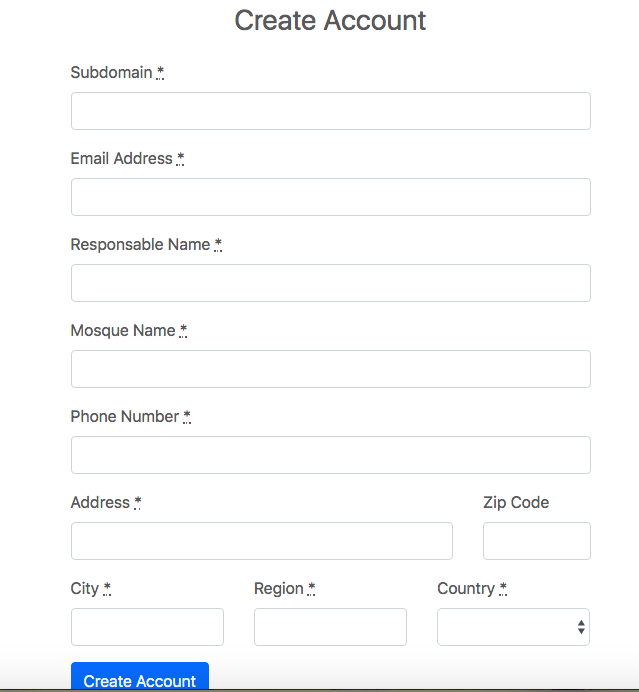 Create Account
Subdomain *
Email Address *
Responsable Name *
Mosque Name *
Phone Number *
Address * Zip Code
City * Region * Country *
Create Account